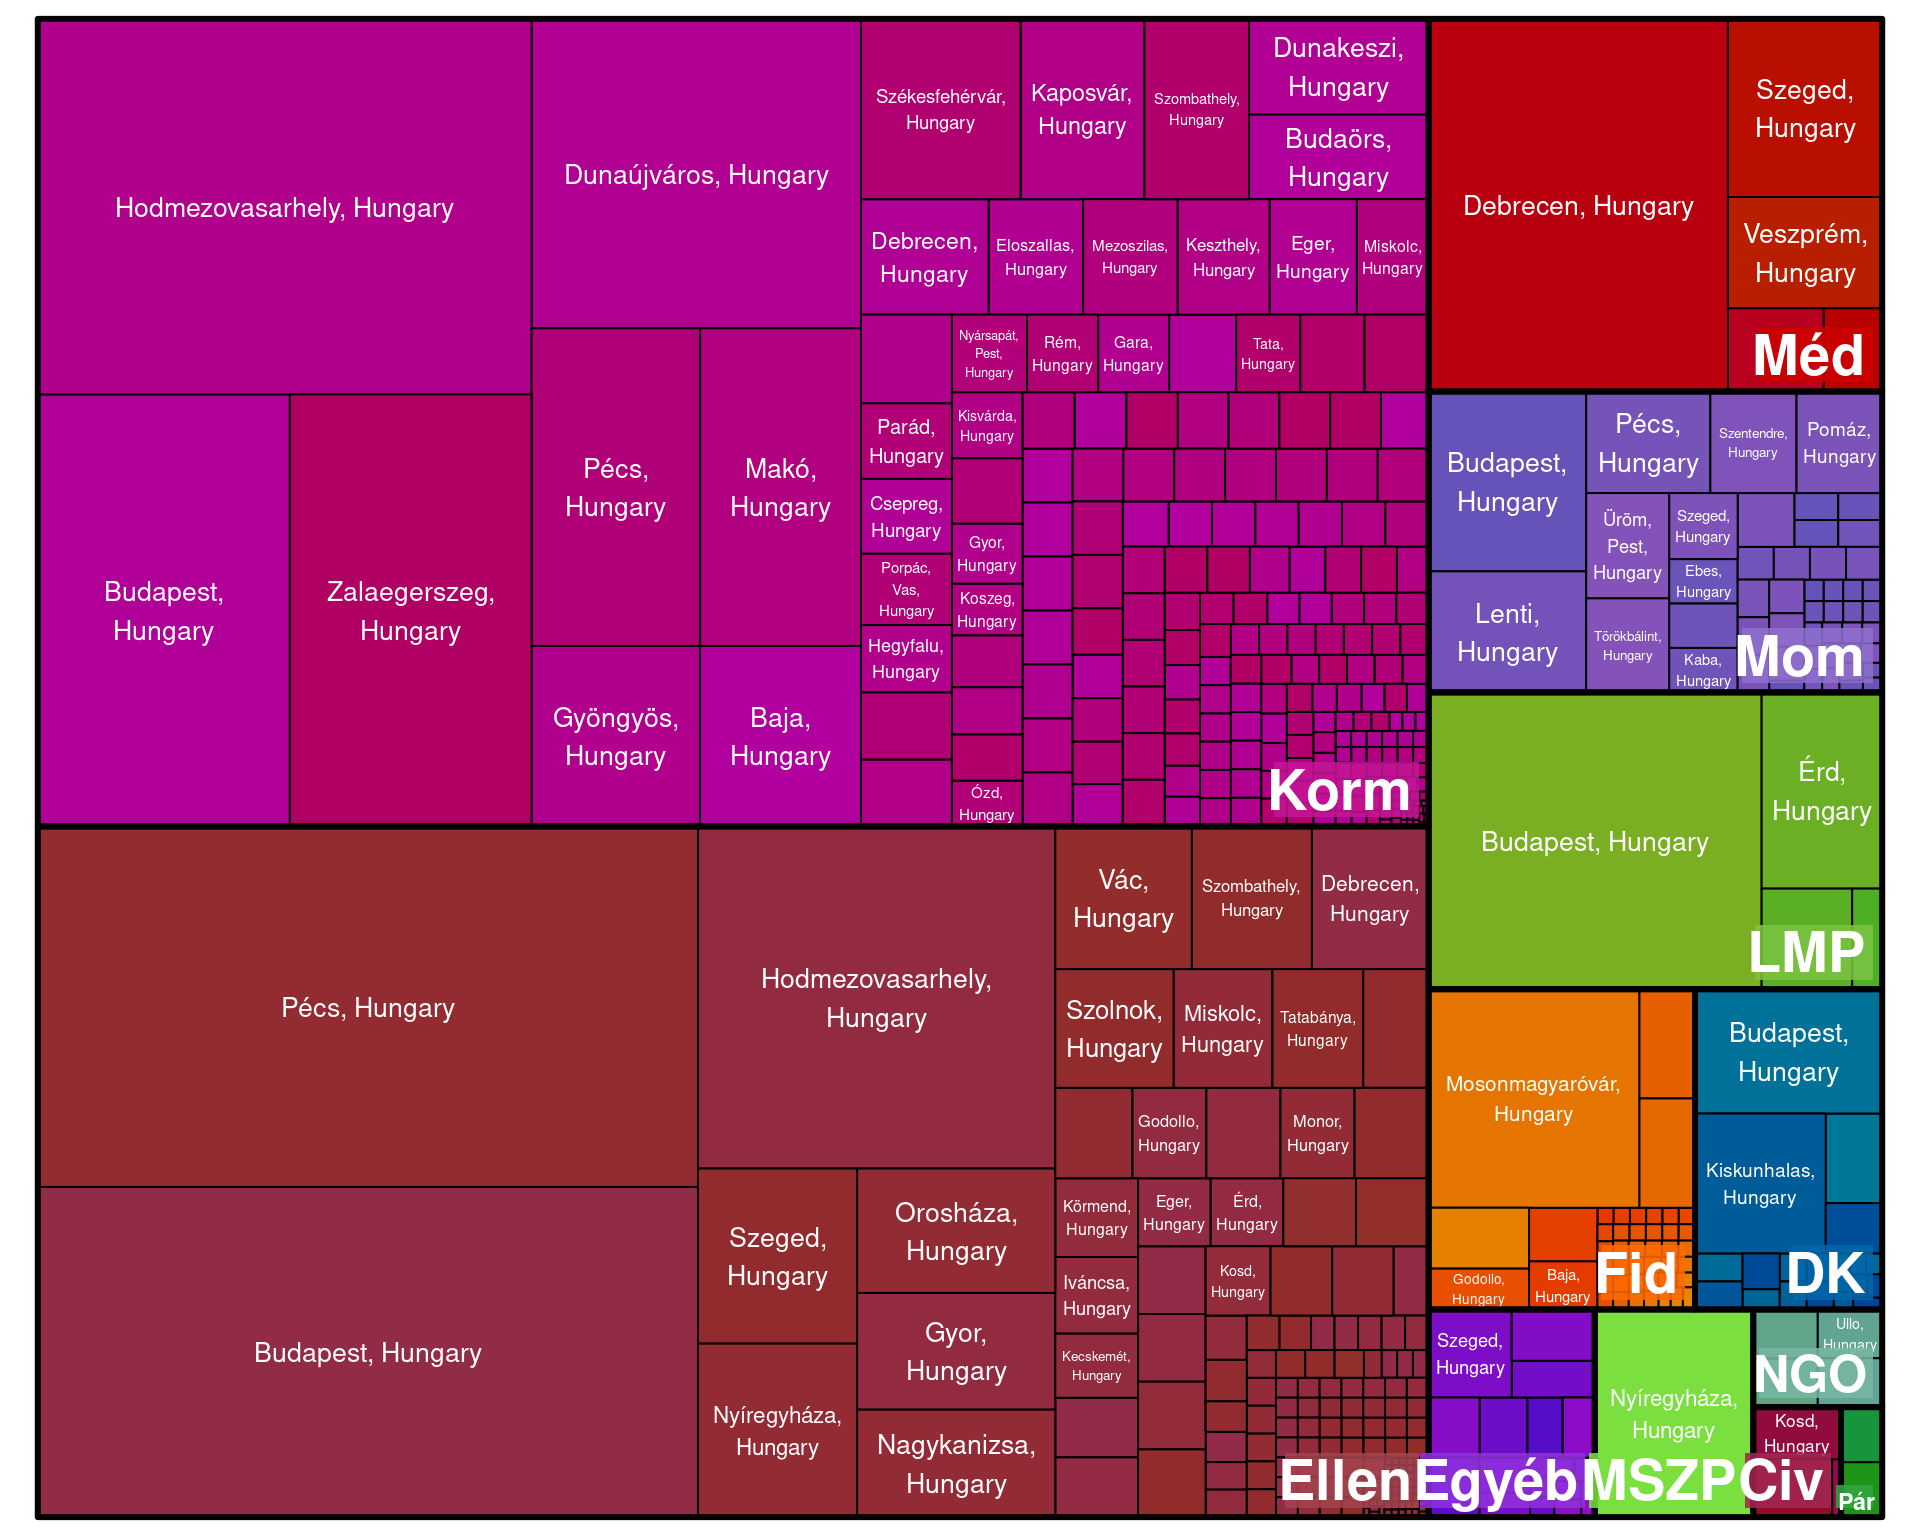 Hodmezovasarhely, Hungary
Dunaújváros, Hungary
Budapest,
Hungary
Zalaegerszeg,
Hungary
Pécs,
Hungary
Makó,
Hungary
Gyöngyös,
Hungary
Baja,
Hungary
Székesfehérvár,
Hungary
Kaposvár,
Hungary
Szombathely,
Hungary
Dunakeszi,
Hungary
Budaörs,
Hungary
Debrecen,
Hungary
Eloszallas,
Hungary
Mezoszilas,
Hungary
Keszthely,
Hungary
Eger,
Hungary
Miskolc,
Hungary
Nyársapát,
Pest,
Hungary
Rém,
Hungary
Gara,
Hungary
Tata,
Hungary
Parád,
Hungary
Kisvárda,
Hungary
Csepreg,
Hungary
Gyor,
Hungary
Porpác,
Vas,
Hungary
Koszeg,
Hungary
Hegyfalu,
Hungary
Ózd,
Hungary
Korm
Pécs, Hungary
Budapest, Hungary
Hodmezovasarhely,
Hungary
Szeged,
Hungary
Orosháza,
Hungary
Gyor,
Hungary
Nyíregyháza,
Hungary
Nagykanizsa,
Hungary
Vác,
Hungary
Szombathely,
Hungary
Debrecen,
Hungary
Szolnok,
Hungary
Miskolc,
Hungary
Tatabánya,
Hungary
Godollo,
Hungary
Monor,
Hungary
Körmend,
Hungary
Eger,
Hungary
Érd,
Hungary
Iváncsa,
Hungary
Kosd,
Hungary
Kecskemét,
Hungary
Ellen
Debrecen, Hungary
Szeged,
Hungary
Veszprém,
Hungary
Méd
Budapest,
Hungary
Pécs,
Hungary
Szentendre,
Hungary
Pomáz,
Hungary
Lenti,
Hungary
Üröm,
Pest,
Hungary
Szeged,
Hungary
Ebes,
Hungary
Törökbálint,
Hungary
Kaba,
Hungary
Mom
Budapest, Hungary
Érd,
Hungary
LMP
Mosonmagyaróvár,
Hungary
Godollo,
Hungary
Baja,
Hungary
Fid
Budapest,
Hungary
Kiskunhalas,
Hungary
DK
Szeged,
Hungary
Egyéb
Nyíregyháza,
Hungary
MSZP
Ullo,
Hungary
NGO
Kosd,
Hungary
Civ
Pár